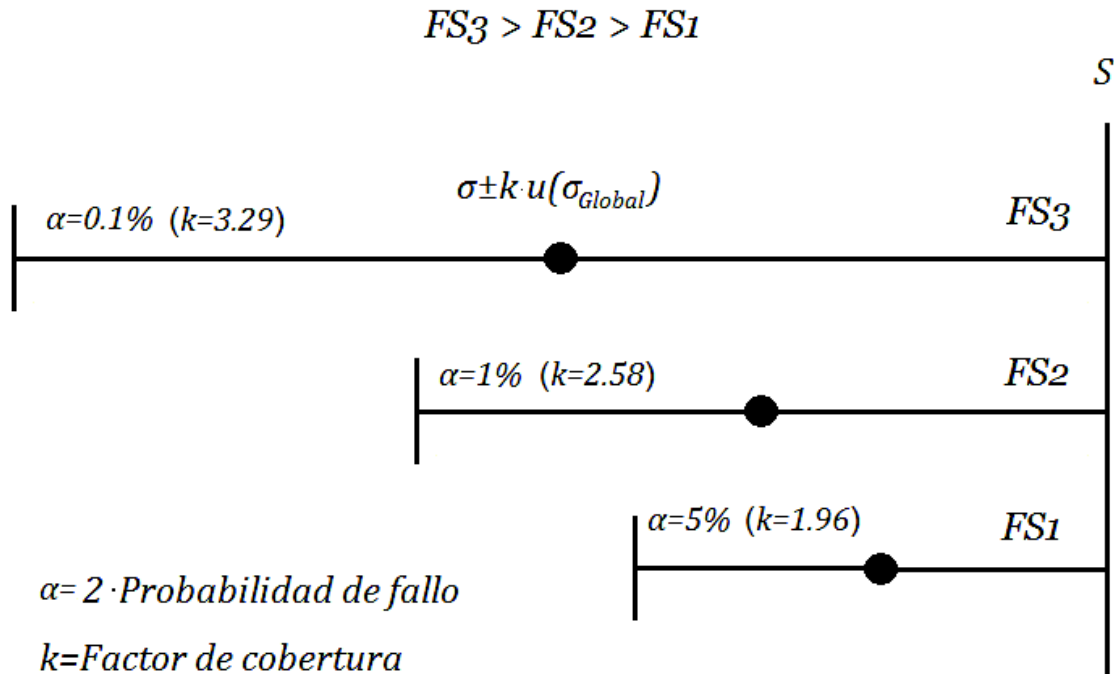 FS3 > FS2 > FS1
S
σ±k·u(σGlobal)
α=0.1% (k=3.29)
FS3
α=1% (k=2.58)
FS2
α=5% (k=1.96)
FS1
α= 2·Probabilidad de fallo
k=Factor de cobertura